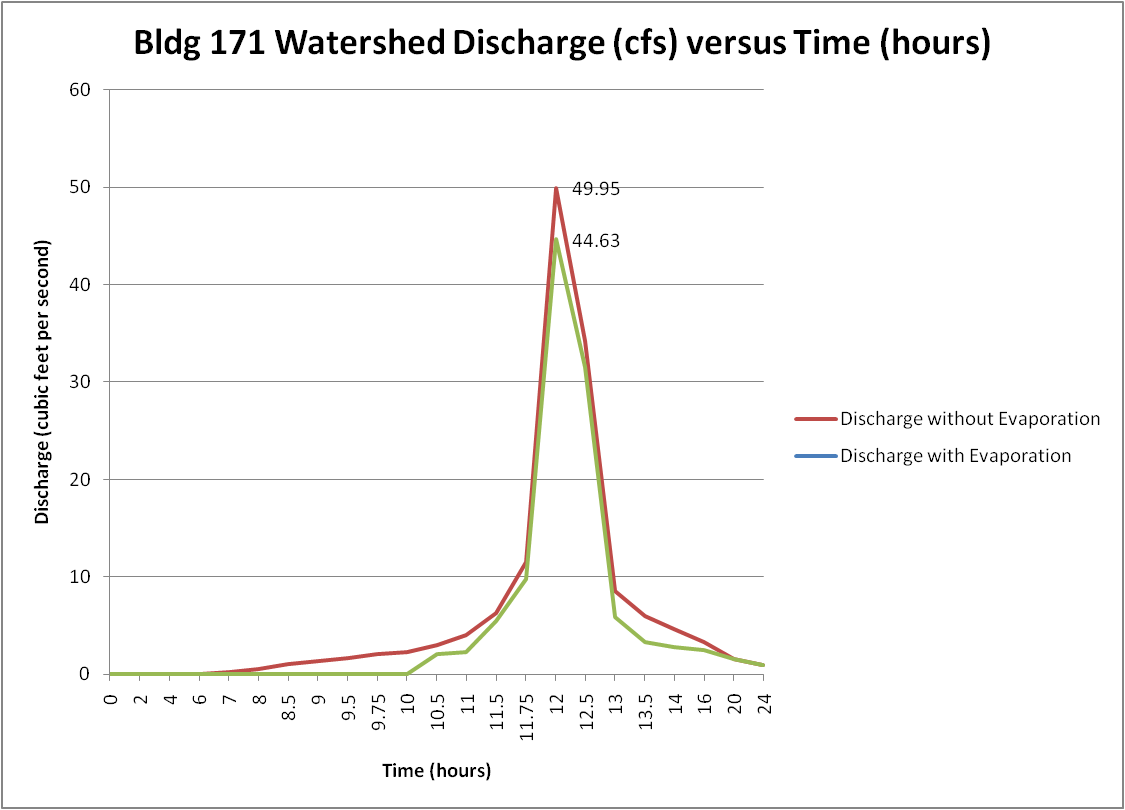 Bldg 171 Watershed Discharge (cfs) versus Time (hours)
60
50
40
30
20
10
0
Discharge (cubic feet per second)
49.95
44.63
Discharge without Evaporation
Discharge with Evaporation
0 2 4 6 7 8 8.5 9 9.5 9.75 10 10.5 11 11.5 11.75 12 12.5 13 13.5 14 16 20 24
Time (hours)